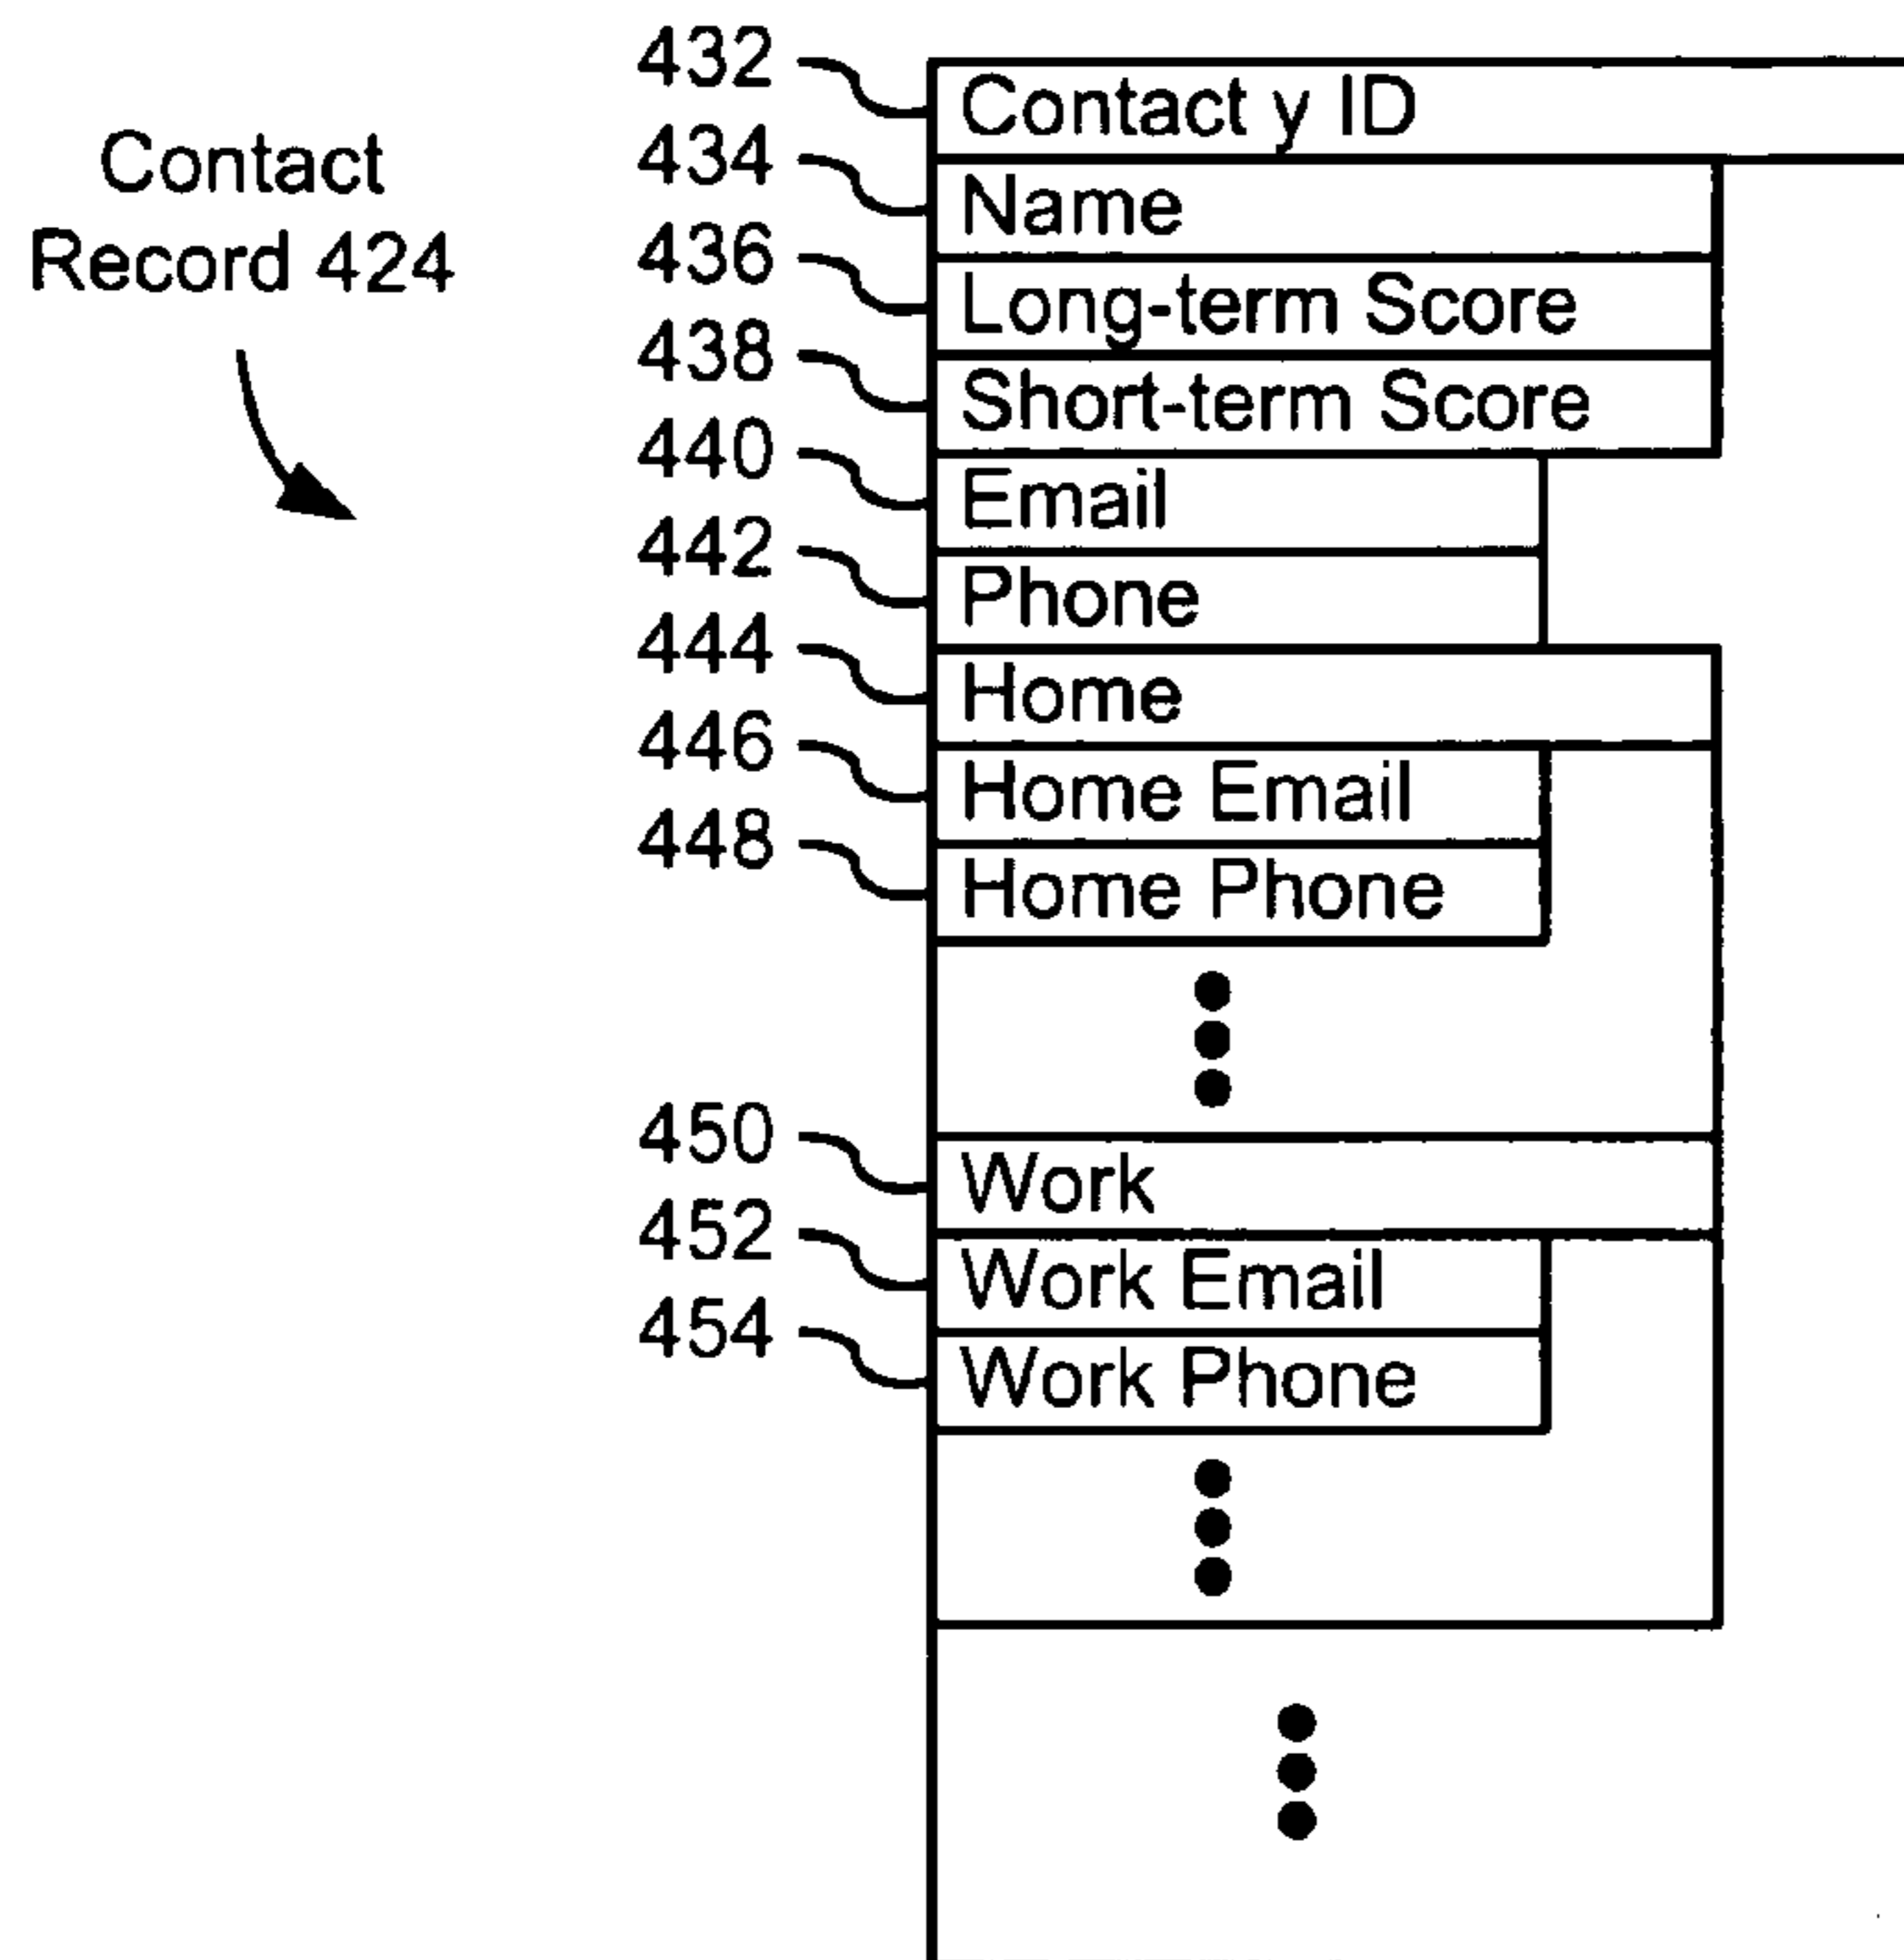 Contact
Record 424
432 Contact y ID
434 Name
436 Long-term Score
438 Short-term Score
440 Email
442 Phone
444 Home
446 Home Email
448 Home Phone
450 Work
452 Work Email
454 Work Phone